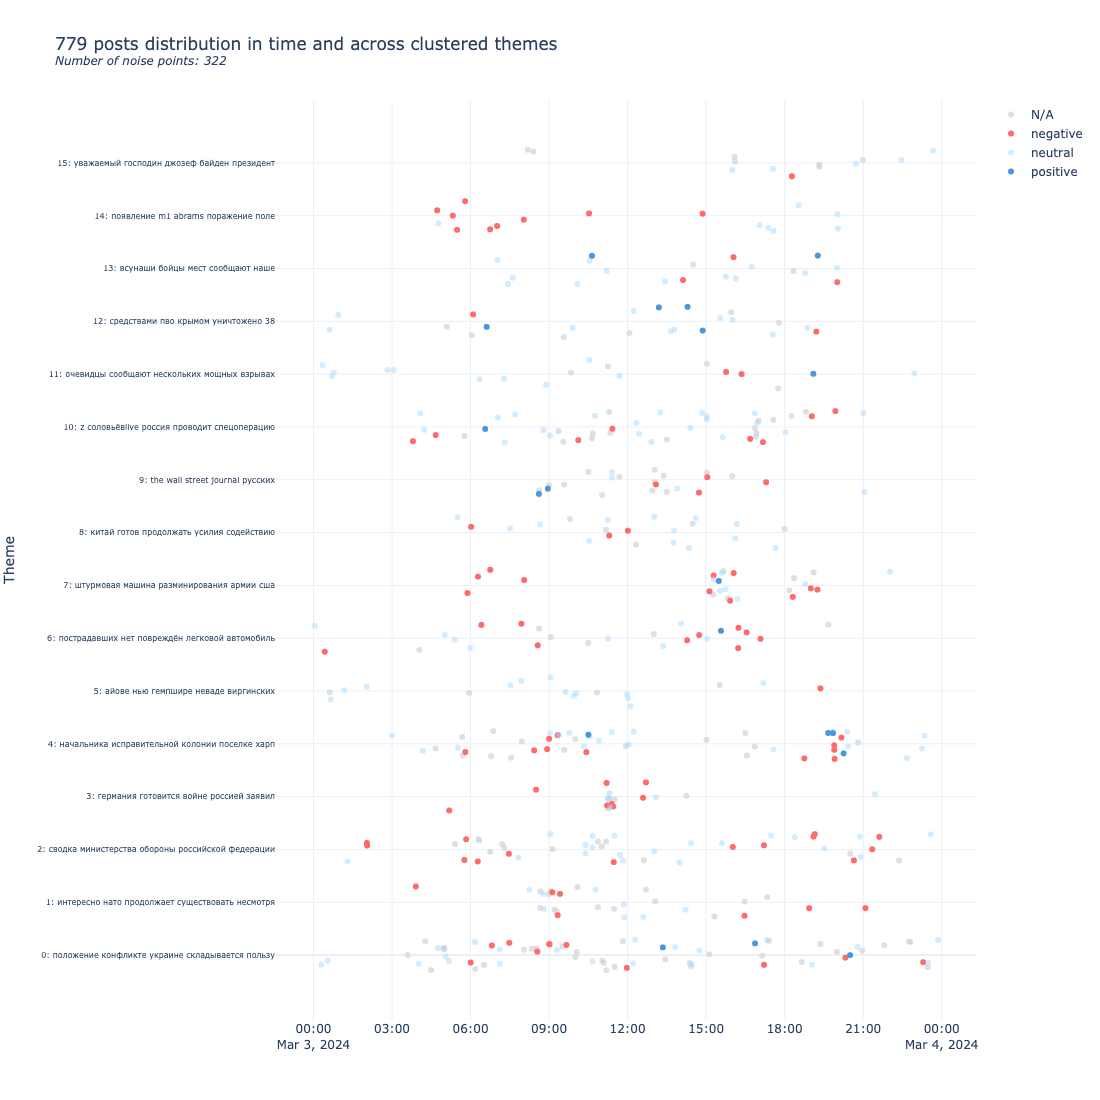 779 posts distribution in time and across clustered themes
Number of noise points: 322
N/A
negative
neutral
positive
Theme
15: уважаемый господин джозеф байден президент
14: появление m1 abrams поражение поле
13: всунаши бойцы мест сообщают наше
12: средствами пво крымом уничтожено 38
11: очевидцы сообщают нескольких мощных взрывах
10: z соловьёвlive россия проводит спецоперацию
9: the wall street journal русских
8: китай готов продолжать усилия содействию
7: штурмовая машина разминирования армии сша
6: пострадавших нет повреждён легковой автомобиль
5: айове нью гемпшире неваде виргинских
4: начальника исправительной колонии поселке харп
3: германия готовится войне россией заявил
2: сводка министерства обороны российской федерации
1: интересно нато продолжает существовать несмотря
0: положение конфликте украине складывается пользу
00:00 03:00 06:00 09:00 12:00 15:00 18:00 21:00 00:00
Mar 3, 2024 Mar 4, 2024